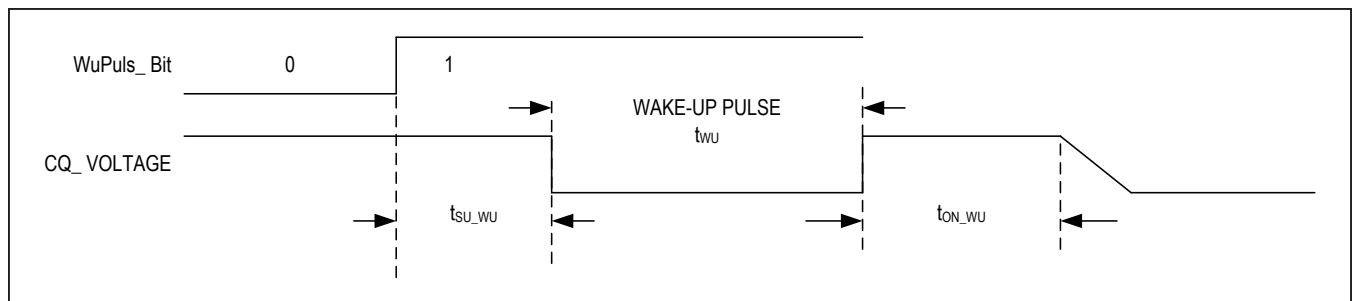 WuPuls_ Bit
0
1
WAKE-UP PULSE
tWU
CQ_ VOLTAGE
tSU_WU
tON_WU